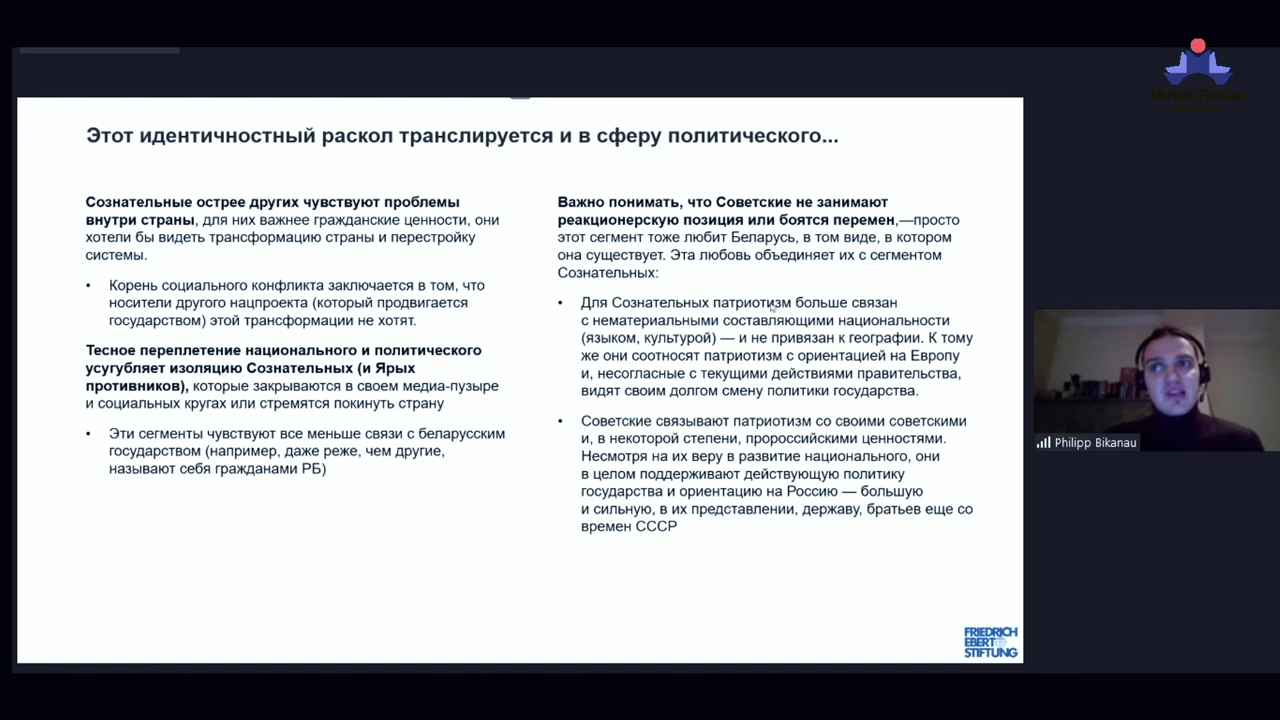 Minsk Forum
Этот идентичностный раскол транслируется и в сферу политического...
Сознательные острее других чувствуют проблемы
внутри страны, для них важнее гражданские ценности, они
хотели бы видеть трансформацию страны и перестройку
системы.
• Корень социального конфликта заключается в том, что
носители другого нацпроекта (который продвигается
государством) этой трансформации не хотят.
Тесное переплетение национального и политического
усугубляет изоляцию Сознательных (и Ярых
противников), которые закрываются в своем медиа-пузыре
и социальных кругах или стремятся покинуть страну
• Эти сегменты чувствуют все меньше связи с беларусским
государством (например, даже реже, чем другие,
называют себя гражданами РБ)
Важно понимать, что Советские не занимают
реакционерскую позиция или боятся перемен,—просто
этот сегмент тоже любит Беларусь, в том виде, в котором
она существует. Эта любовь объединяет их с сегментом
Сознательных:
• Для Сознательных патриотизм больше связан
с нематериальными составляющими национальности
(языком, культурой) — и не привязан к географии. К тому
же они соотносят патриотизм с ориентацией на Европу
и, несогласные с текущими действиями правительства,
видят своим долгом смену политики государства.
• Советские связывают патриотизм со своими советскими
и, в некоторой степени, пророссийскими ценностями.
Несмотря на их веру в развитие национального, они
в целом поддерживают действующую политику
государства и ориентацию на Россию — большую
и сильную, в их представлении, державу, братьев еще со
времен СССР
FRIEDRICH
EBERT
STIFTUNG
Philipp Bikanau